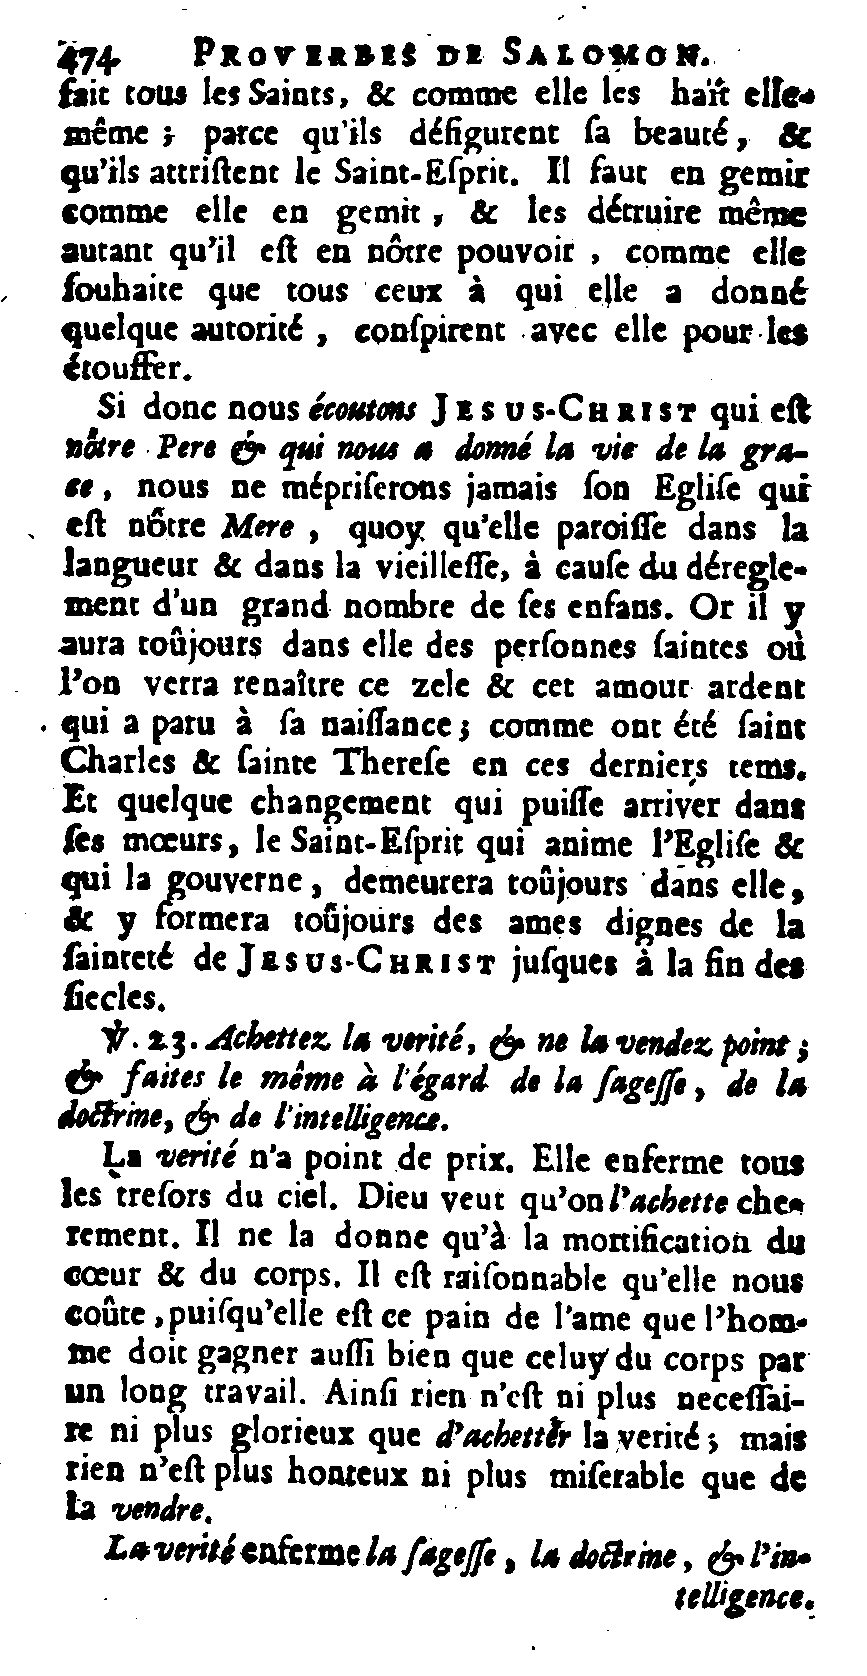 474 PROVERBES DE SALOMON.
fait tous les Saints, & comme elle les haït elle-
même ; parce qu'ils défigurent ſa beauté, &
qu'ils attriſtent le Saint-Eſprit. Il faut en gemir
comme elle en gemit, & les détruire même
autant qu'il eſt en nôtre pouvoir, comme elle
ſouhaite que tous ceux à qui elle a donné
quelque autorité, conſpirent avec elle pour les
étouffer.
Si donc nous écoutons JESUS-CHRIST qui eſt
nôtre Pere & qui nous a donné la vie de la gra-
ce, nous ne mépriſerons jamais ſon Egliſe qui
eſt nôtre Mere, quoy qu'elle paroiſſe dans la
langueur & dans la vieilleſſe, à cauſe du déregle-
ment d'un grand nombre de ſes enfans. Or il y
aura toûjours dans elle des perſonnes ſaintes où
l'on verra renaître ce zele & cet amour ardent
qui a paru à ſa naiſſance; comme ont été ſaint
Charles & ſainte Thereſe en ces derniers tems.
Et quelque changement qui puiſſe arriver dans
ſes mœurs, le Saint-Eſprit qui anime l'Egliſe &
qui la gouverne, demeurera toûjours dans elle,
& y formera toûjours des ames dignes de la
ſainteté de JESUS-CHRIST juſques à la fin des
ſiecles.
℣. 23. Achettez la verité, & ne la vendez point ;
& faites le même à l'égard de la ſageſſe, de la
doctrine, & de l'intelligence.
La verité n'a point de prix. Elle enferme tous
les treſors du ciel. Dieu veut qu'on l'achette che-
rement. Il ne la donne qu'à la mortification du
cœur & du corps. Il eſt raiſonnable qu'elle nous
coûte, puiſqu'elle eſt ce pain de l'ame que l'hom-
me doit gagner auſſi bien que celuy du corps par
un long travail. Ainſi rien n'eſt ni plus neceſſai-
re ni plus glorieux que d'achetter la verité; mais
rien n'eſt plus honteux ni plus miſerable que de
la vendre.
La verité enferme la ſageſſe, la doctrine, & l'in-
telligence.